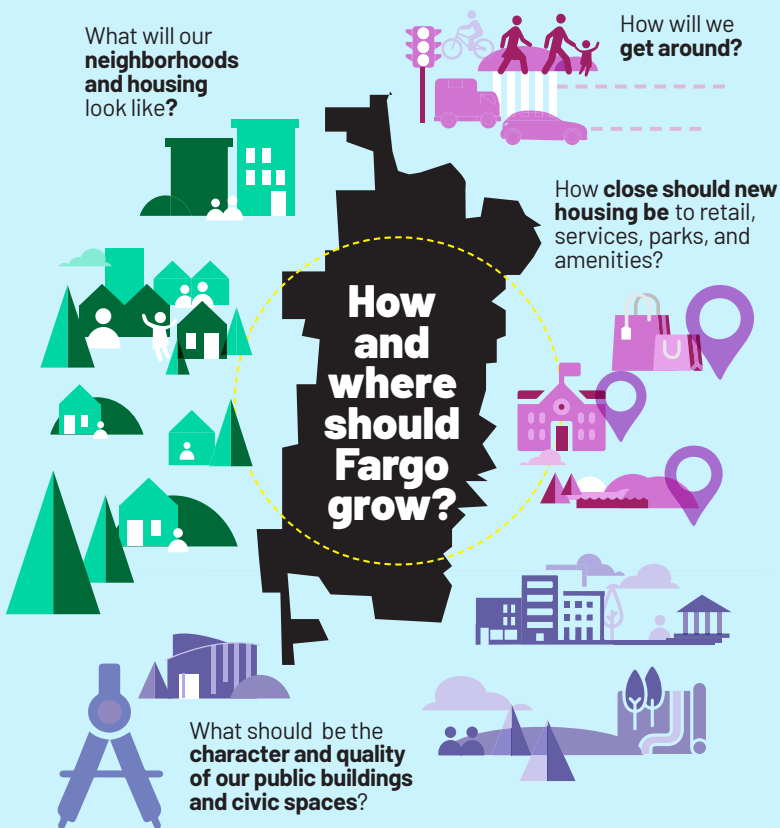 What will our
neighborhoods
and housing
look like?
How will we
get around?
How close should new
housing be to retail,
services, parks, and
amenities?
How
and
where
should
Fargo
grow?
What should be the
character and quality
of our public buildings
and civic spaces?